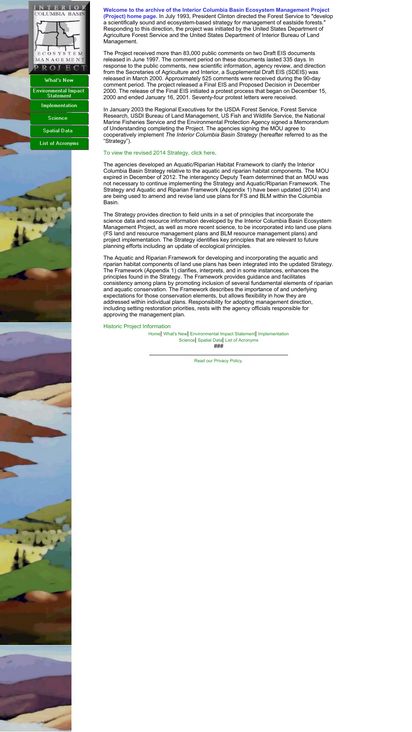 INTERIOR
COLUMBIA BASIN
ECOSYSTEM
MANAGEMENT
PROJECT
What's New
Environmental Impact
Statement
Implementation
Science
Spatial Data
List of Acronyms
Welcome to the archive of the Interior Columbia Basin Ecosystem Management Project
(Project) home page. In July 1993, President Clinton directed the Forest Service to "develop
a scientifically sound and ecosystem-based strategy for management of eastside forests."
Responding to this direction, the project was initiated by the United States Department of
Agriculture Forest Service and the United States Department of Interior Bureau of Land
Management.
The Project received more than 83,000 public comments on two Draft EIS documents
released in June 1997. The comment period on these documents lasted 335 days. In
response to the public comments, new scientific information, Agency review, and direction
from the Secretaries of Agriculture and Interior, a Supplemental Draft EIS (SDEIS) was
released in March 2000. Approximately 525 comments were received during the 90-day
comment period. The project released a Final EIS and Proposed Decision in December
2000. The release of the Final EIS initiated a protest process that began on December 15,
2000 and ended January 16, 2001. Seventy-four protest letters were received.
In January 2003 the Regional Executives for the USDA Forest Service, Forest Service
Research, USDI Bureau of Land Management, US Fish and Wildlife Service, the National
Marine Fisheries Service and the Environmental Protection Agency signed a Memorandum
of Understanding completing the Project. The agencies signing the MOU agree to
cooperatively implement The Interior Columbia Basin Strategy (hereafter referred to as the
"Strategy").
To view the revised 2014 Strategy, click here.
The agencies developed an Aquatic/Riparian Habitat Framework to clarify the Interior
Columbia Basin Strategy relative to the aquatic and riparian habitat components. The MOU
expired in December of 2012. The interagency Deputy Team determined that an MOU was
not necessary to continue implementing the Strategy and Aquatic/Riparian Framework. The
Strategy and Aquatic and Riparian Framework (Appendix 1) have been updated (2014) and
are being used to amend and revise land use plans for FS and BLM within the Columbia
Basin.
The Strategy provides direction to field units in a set of principles that incorporate the
science data and resource information developed by the Interior Columbia Basin Ecosystem
Management Project, as well as more recent science, to be incorporated into land use plans
(FS land and resource management plans and BLM resource management plans) and
project implementation. The Strategy identifies key principles that are relevant to future
planning efforts including an update of ecological principles.
The Aquatic and Riparian Framework for developing and incorporating the aquatic and
riparian habitat components of land use plans has been integrated into the updated Strategy.
The Framework (Appendix 1) clarifies, interprets, and in some instances, enhances the
principles found in the Strategy. The Framework provides guidance and facilitates
consistency among plans by promoting inclusion of several fundamental elements of riparian
and aquatic conservation. The Framework describes the importance of and underlying
expectations for those conservation elements, but allows flexibility in how they are
addressed within individual plans. Responsibility for adopting management direction,
including setting restoration priorities, rests with the agency officials responsible for
approving the management plan.
Historic Project Information:
Home| What's New| Environmental Impact Statement| Implementation
Science| Spatial Data| List of Acronyms
###
Read our Privacy Policy.